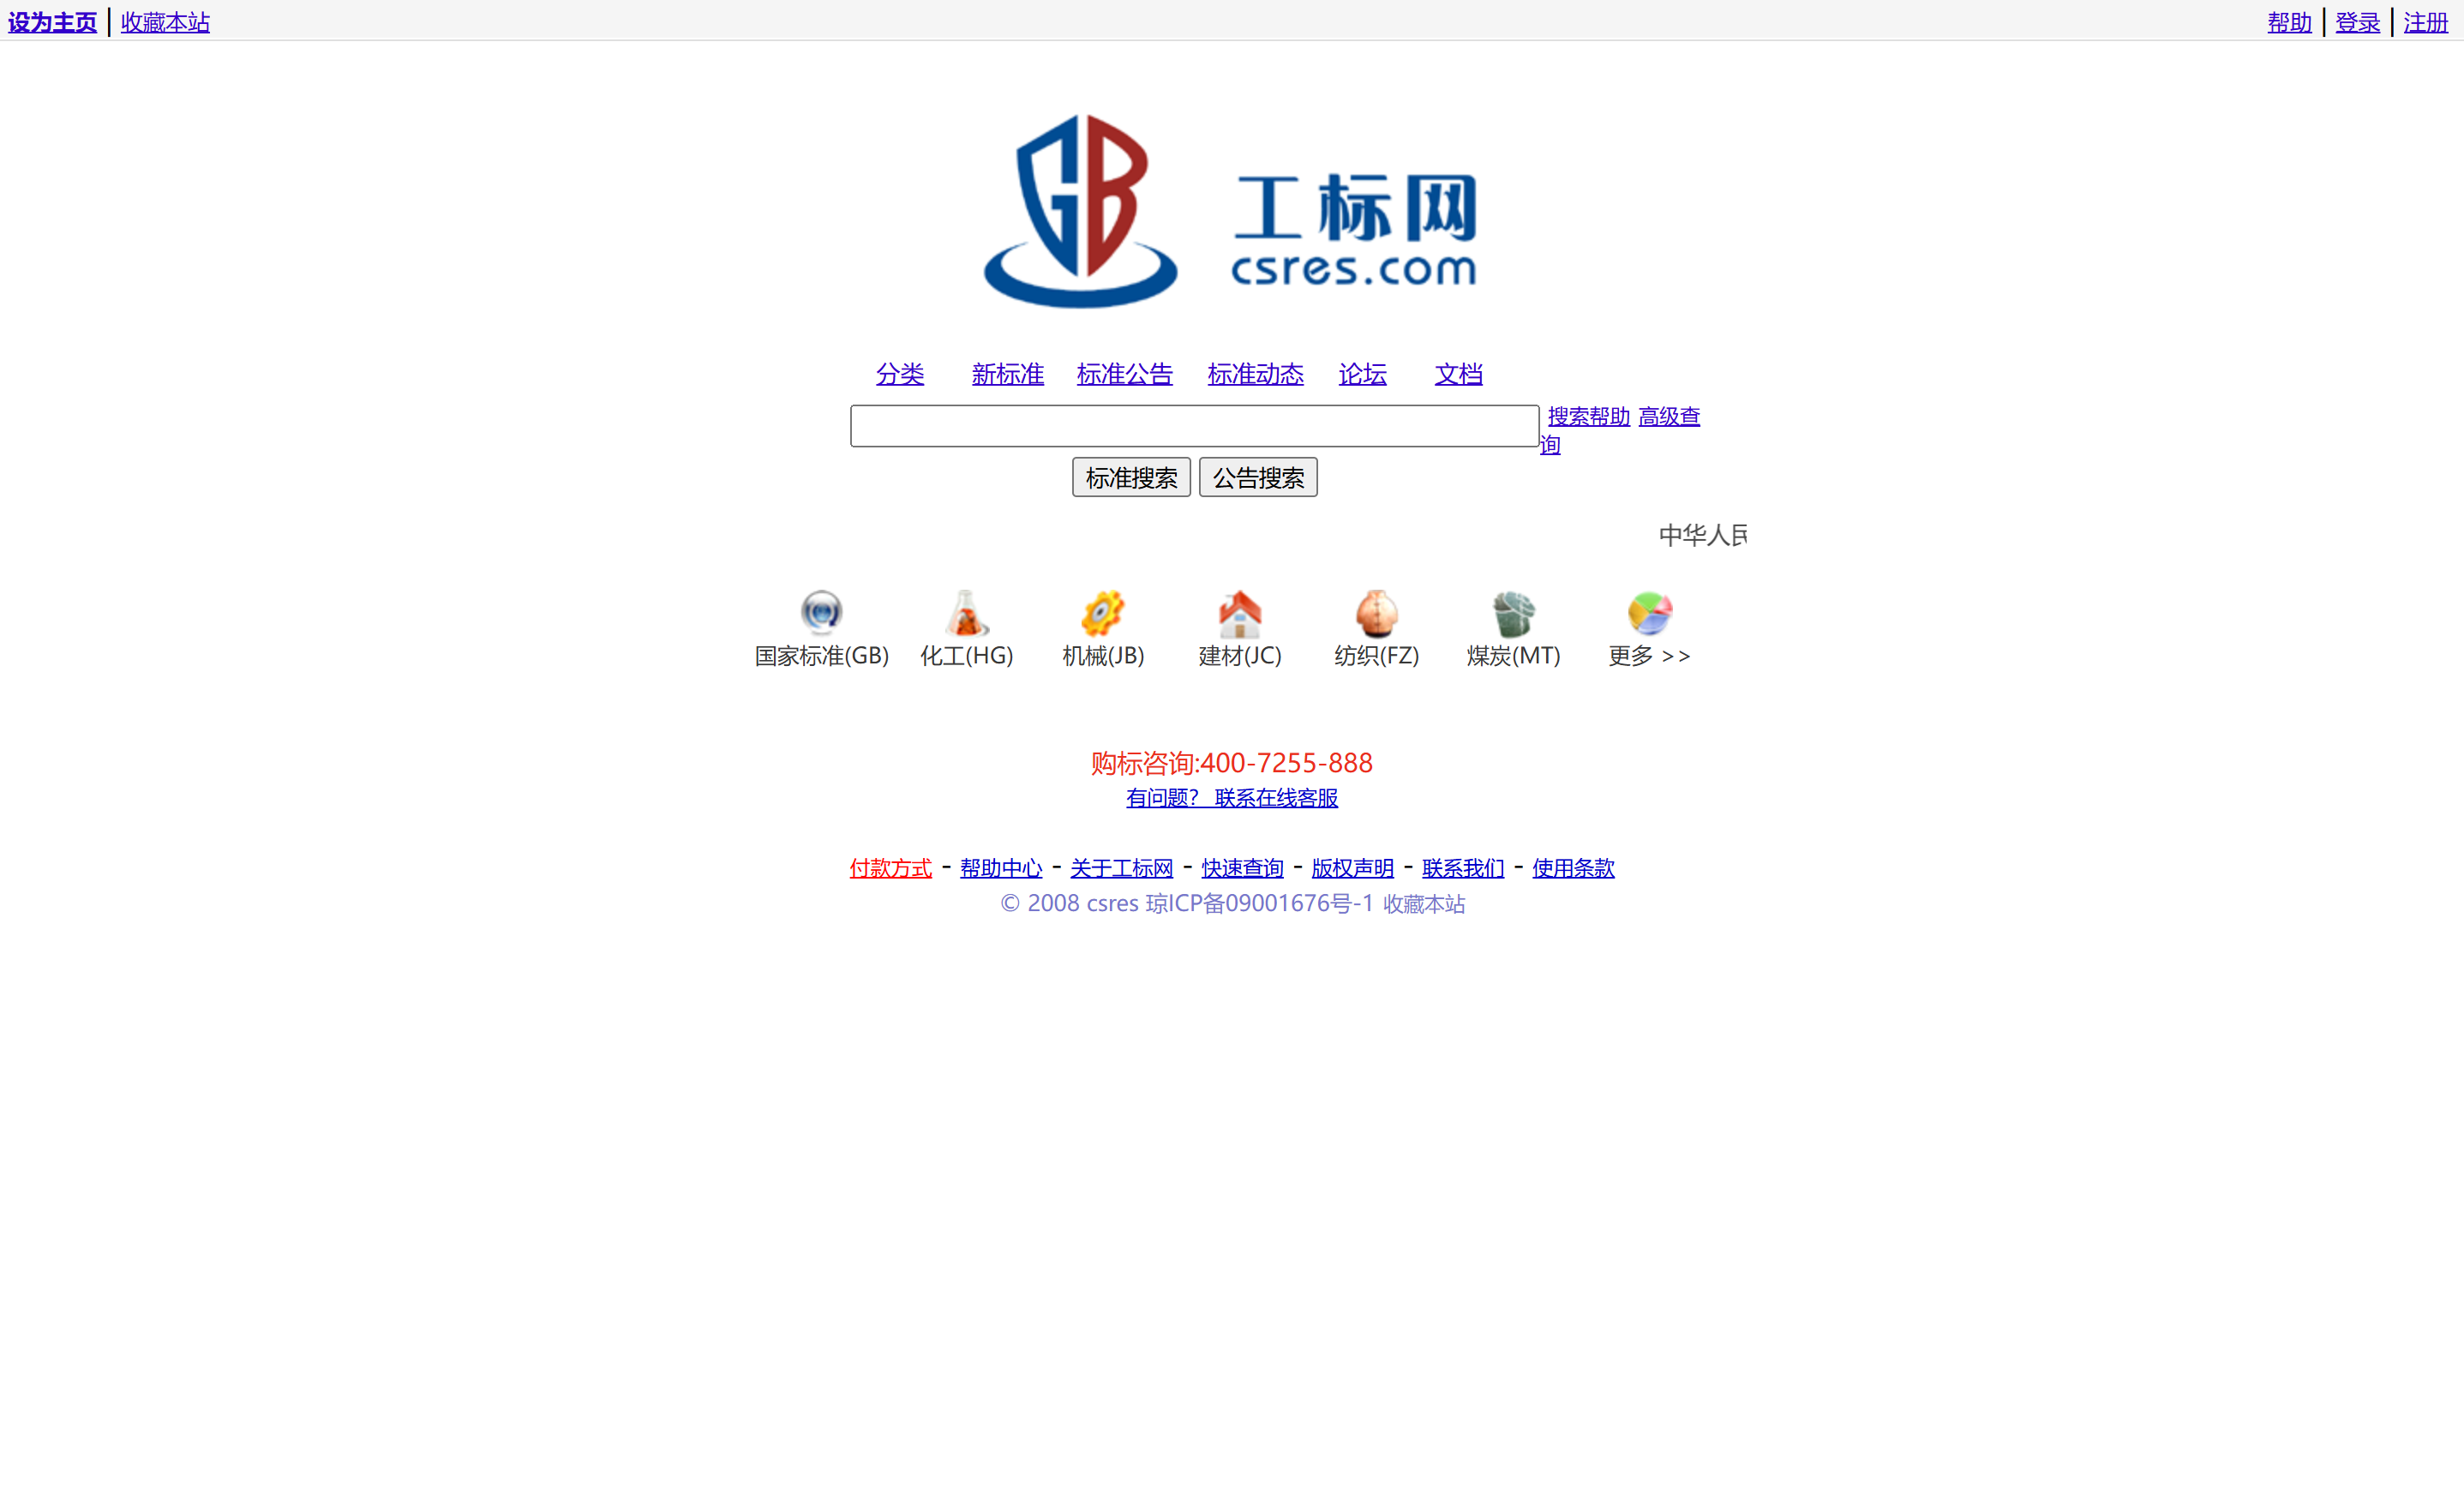 设为主页 | 收藏本站
帮助 | 登录 | 注册
GB
工标网
csres.com
分类 新标准 标准公告 标准动态 论坛 文档
搜索帮助 高级查
询
标准搜索 公告搜索
中华人民
国家标准(GB) 化工(HG) 机械(JB) 建材(JC) 纺织(FZ) 煤炭(MT) 更多 >>
购标咨询:400-7255-888
有问题? 联系在线客服
付款方式 - 帮助中心 - 关于工标网 - 快速查询 - 版权声明 - 联系我们 - 使用条款
© 2008 csres 琼ICP备09001676号-1 收藏本站